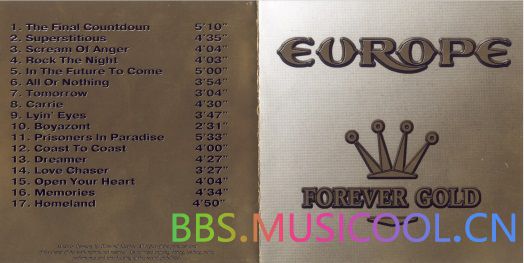 1. The Final Countdoun 5'10"
2. Superstitious 4'35"
3. Scream Of Anger 4'04"
4. Rock The Night 4'03"
5. In The Future To Come 5'00"
6. All Or Nothing 3'54"
7. Tomorrow 3'04"
8. Carrie 4'30"
9. Lyin' Eyes 3'47"
10. Boyazont 2'31"
11. Prisoners In Paradise 5'33"
12. Coast To Coast 4'00"
13. Dreamer 4'27"
14. Love Chaser 3'27"
15. Open Your Heart 4'04"
16. Memories 4'34"
17. Homeland 4'50"
EUROPE
FOREVER GOLD
BBS.MUSICOOL.CN